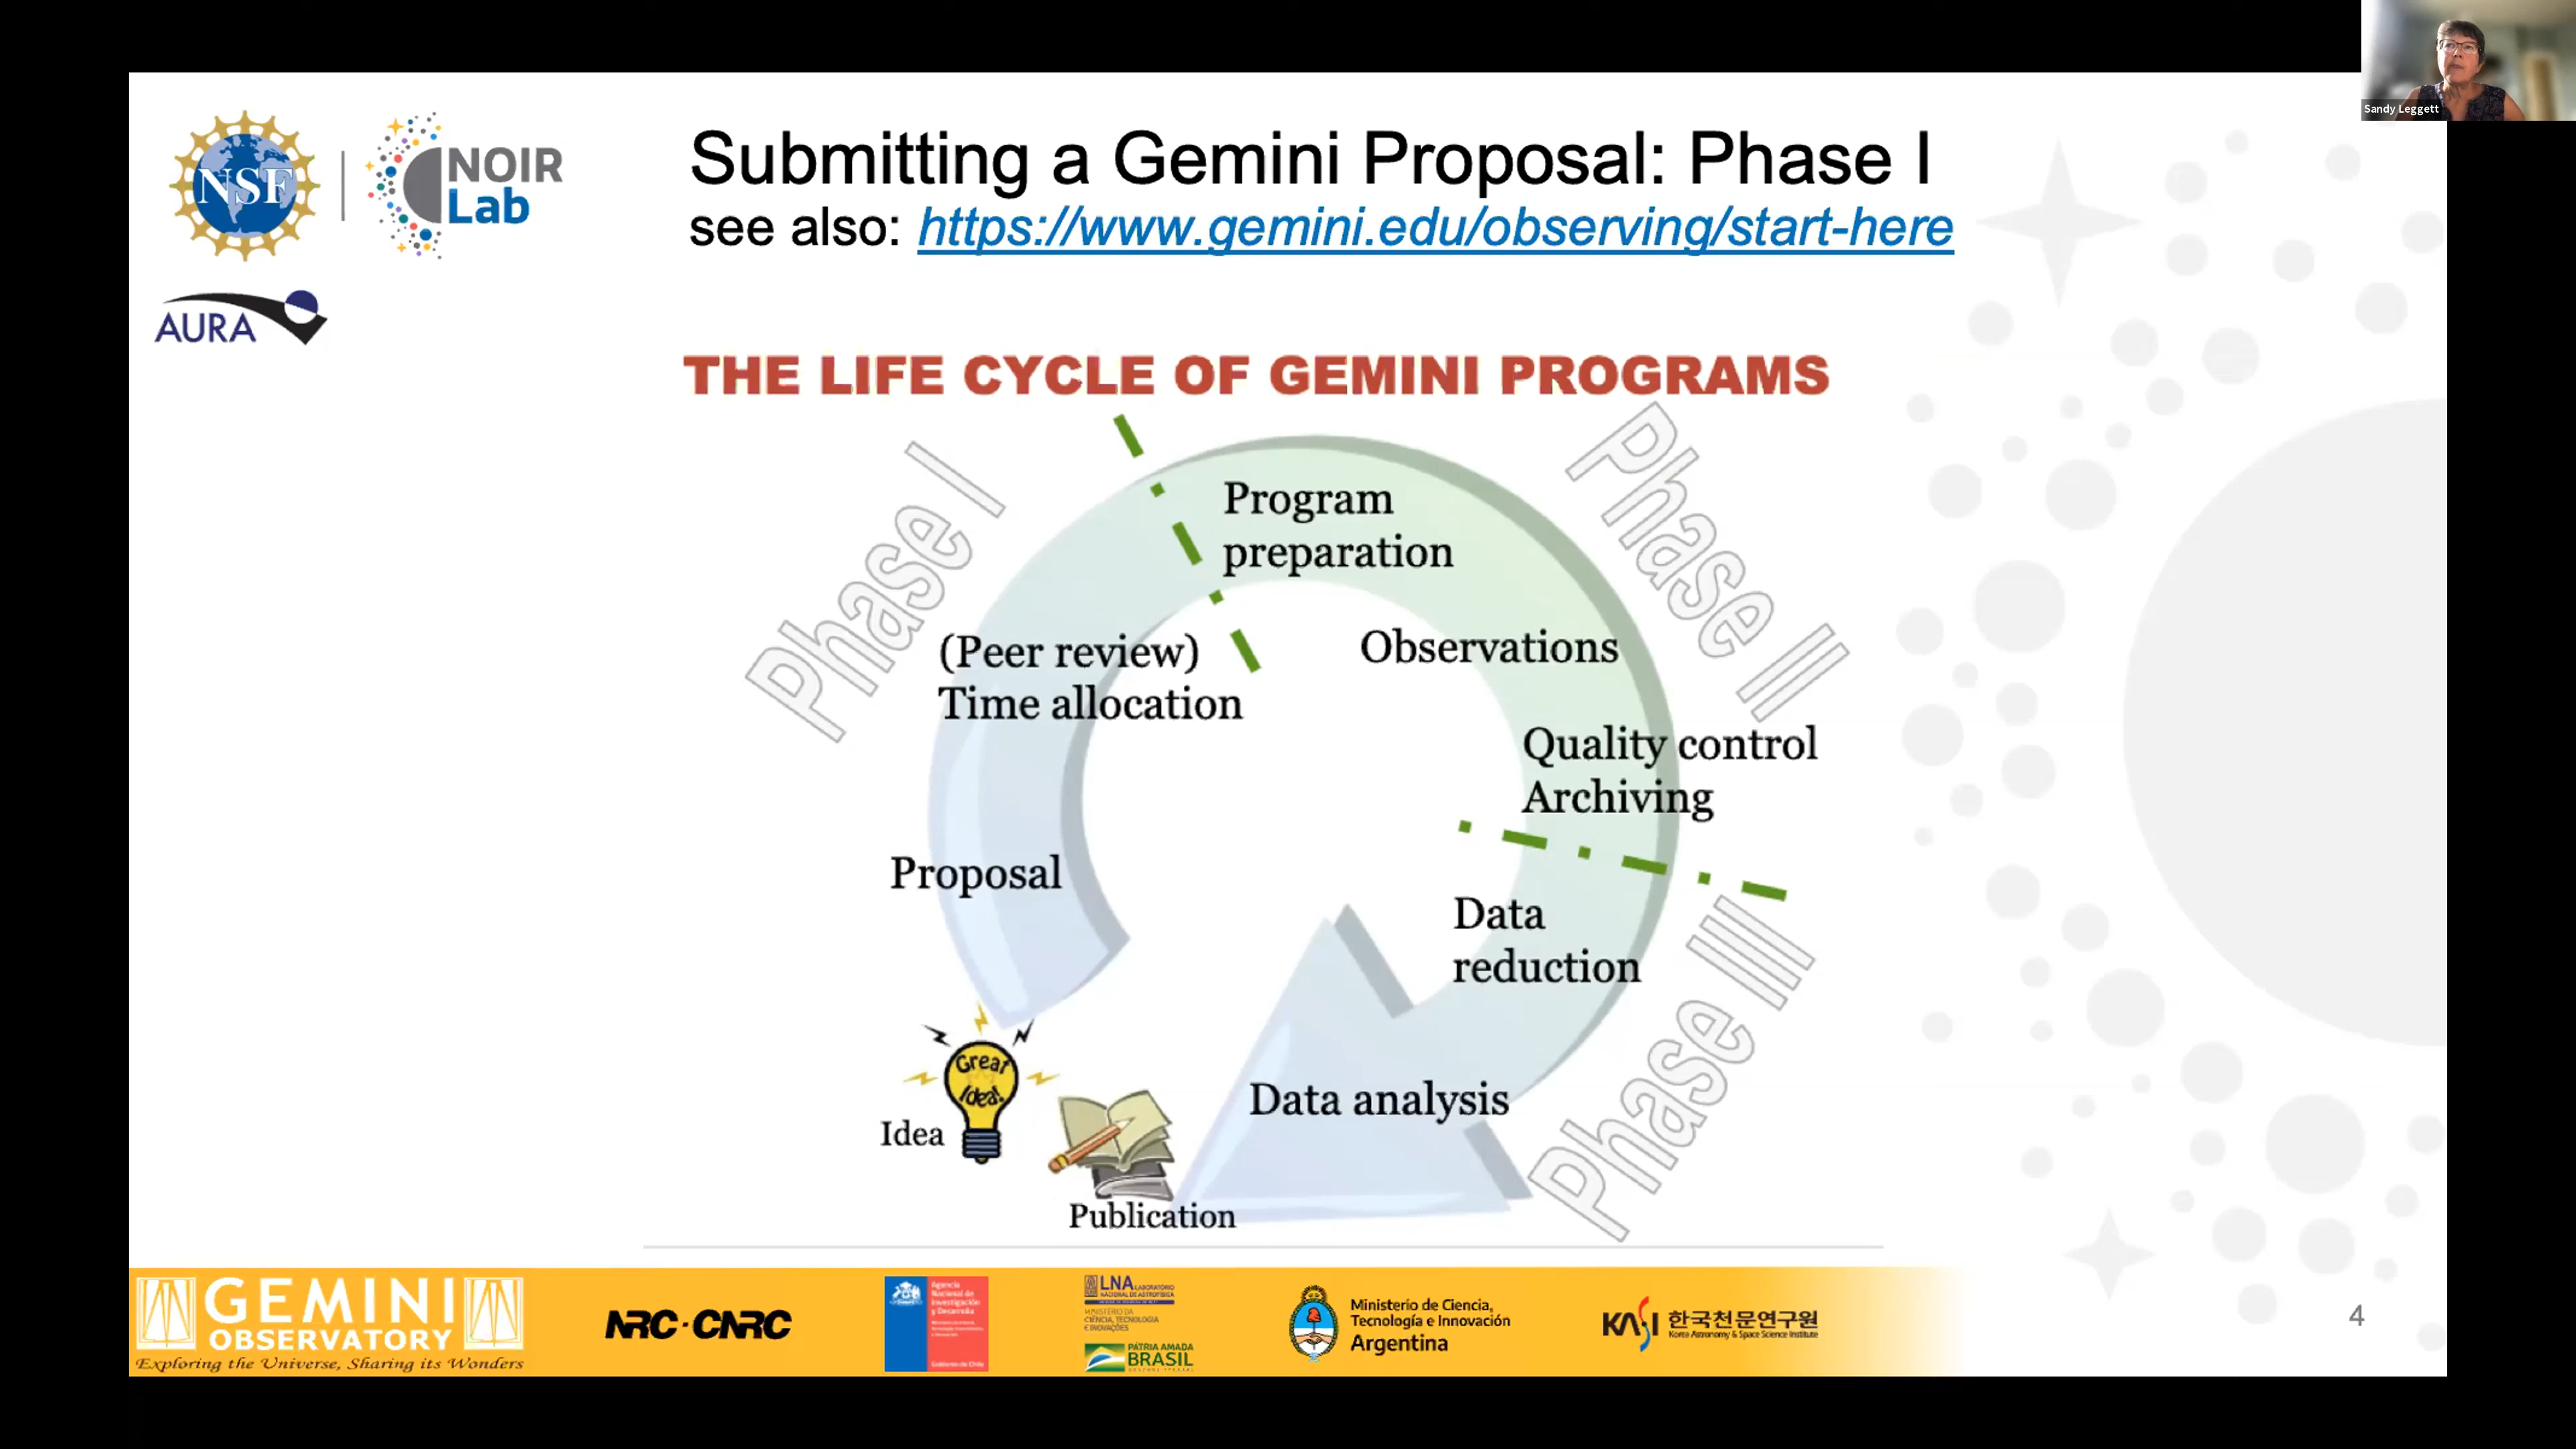 Sandy Leggett
NSF
NOIR
Lab
AURA
Submitting a Gemini Proposal: Phase I
see also: https://www.gemini.edu/observing/start-here
THE LIFE CYCLE OF GEMINI PROGRAMS
Phase I
Program
preparation
Phase II
(Peer review)
Time allocation
Observations
Quality control
Archiving
Proposal
Data
reduction
Phase III
Great
Idea!
Idea
Data analysis
Publication
GEMINI
OBSERVATORY
Exploring the Universe, Sharing its Wonders
NRC·CNRC
Agencia
Nacional de
Investigación
y Desarrollo
Gobierno de Chile
LNA LABORATÓRIO
NACIONAL DE ASTROFÍSICA
MINISTÉRIO DA
CIÊNCIA, TECNOLOGIA
E INOVAÇÕES
PÁTRIA AMADA
BRASIL
Ministerio de Ciencia,
Tecnología e Innovación
Argentina
KASI 한국천문연구원
Korea Astronomy & Space Science Institute
4